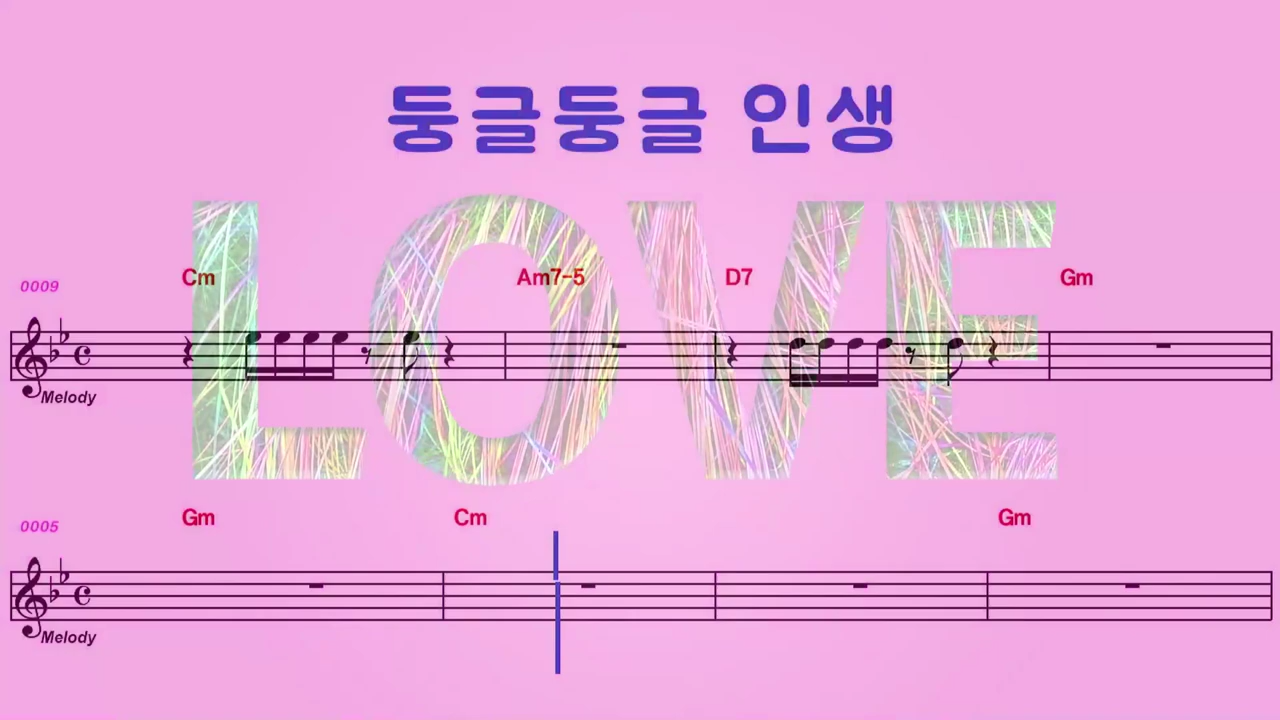 둥글둥글 인생
LOVE
Cm Am7-5 D7 Gm
0009
Melody
Gm Cm Gm
0005
Melody